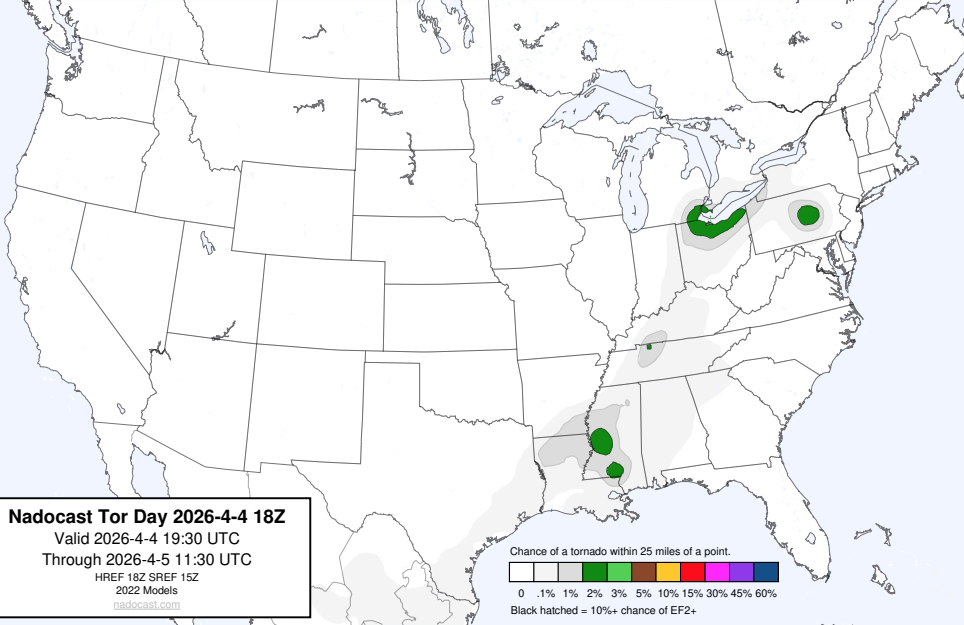 Nadocast Tor Day 2026-4-4 18Z
Valid 2026-4-4 19:30 UTC
Through 2026-4-5 11:30 UTC
HREF 18Z SREF 15Z
2022 Models
nadocast.com
Chance of a tornado within 25 miles of a point.
0 .1% 1% 2% 3% 5% 10% 15% 30% 45% 60%
Black hatched = 10%+ chance of EF2+